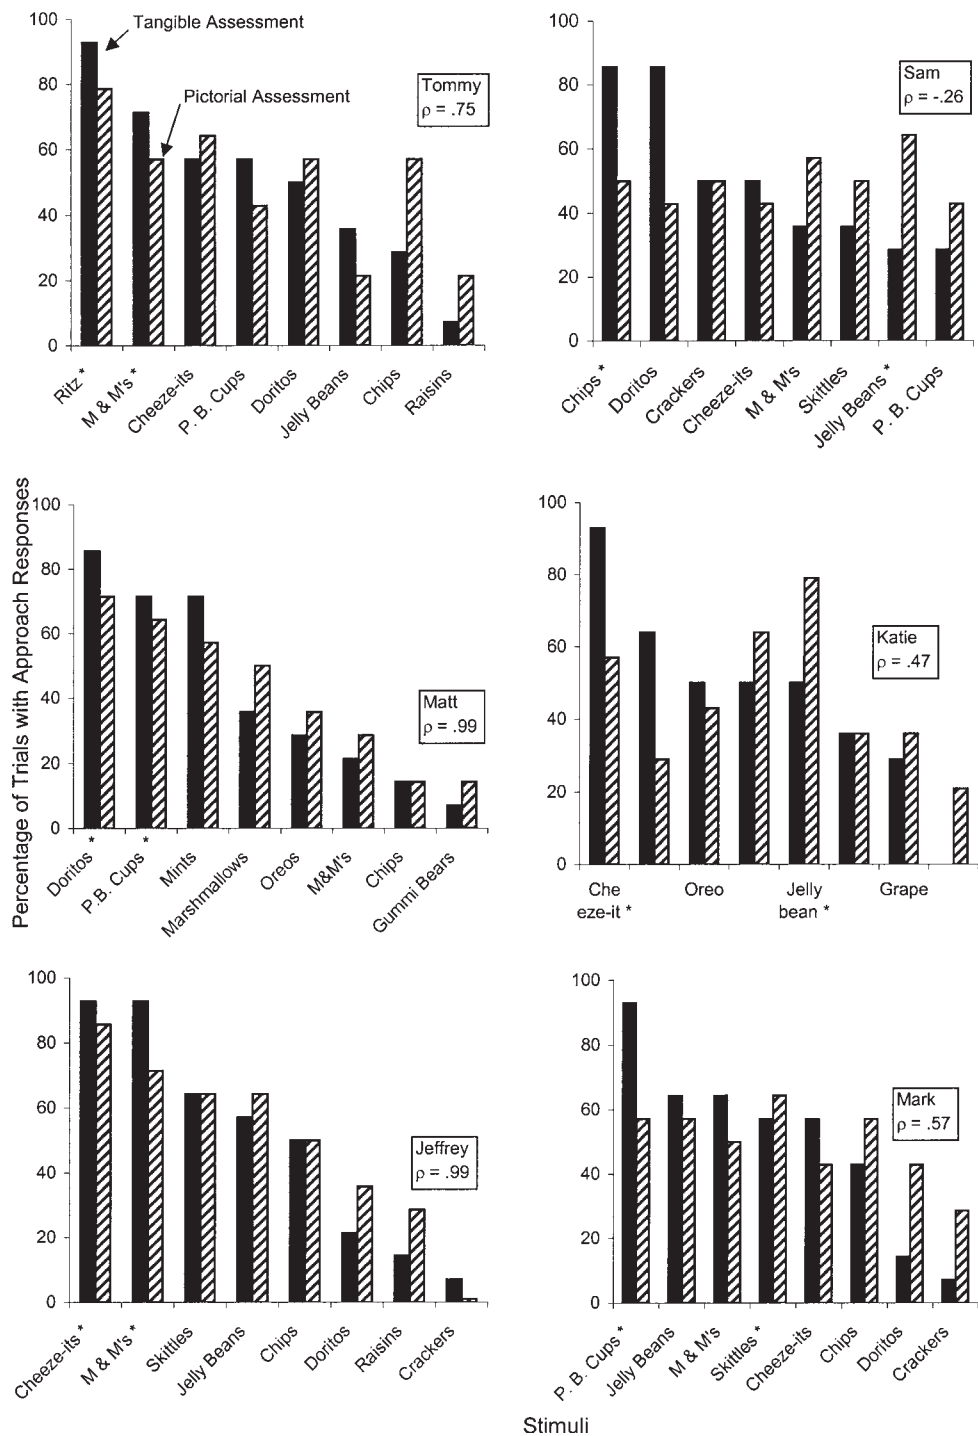 Percentage of Trials with Approach Responses
100
80
60
40
20
0
Tangible Assessment
Pictorial Assessment
Tommy
ρ = .75
Ritz *
M & M's *
Cheeze-its
P. B. Cups
Doritos
Jelly Beans
Chips
Raisins
100
80
60
40
20
0
Sam
ρ = -.26
Chips *
Doritos
Crackers
Cheeze-its
M & M's
Skittles
Jelly Beans *
P. B. Cups
100
80
60
40
20
0
Matt
ρ = .99
Doritos *
P.B. Cups *
Mints
Marshmallows
Oreos
M&M's
Chips
Gummi Bears
100
80
60
40
20
0
Katie
ρ = .47
Che
eze-it *
Oreo
Jelly
bean *
Grape
100
80
60
40
20
0
Jeffrey
ρ = .99
Cheeze-its *
M & M's *
Skittles
Jelly Beans
Chips
Doritos
Raisins
Crackers
100
80
60
40
20
0
Mark
ρ = .57
P. B. Cups *
Jelly Beans
M & M's
Skittles *
Cheeze-its
Chips
Doritos
Crackers
Stimuli